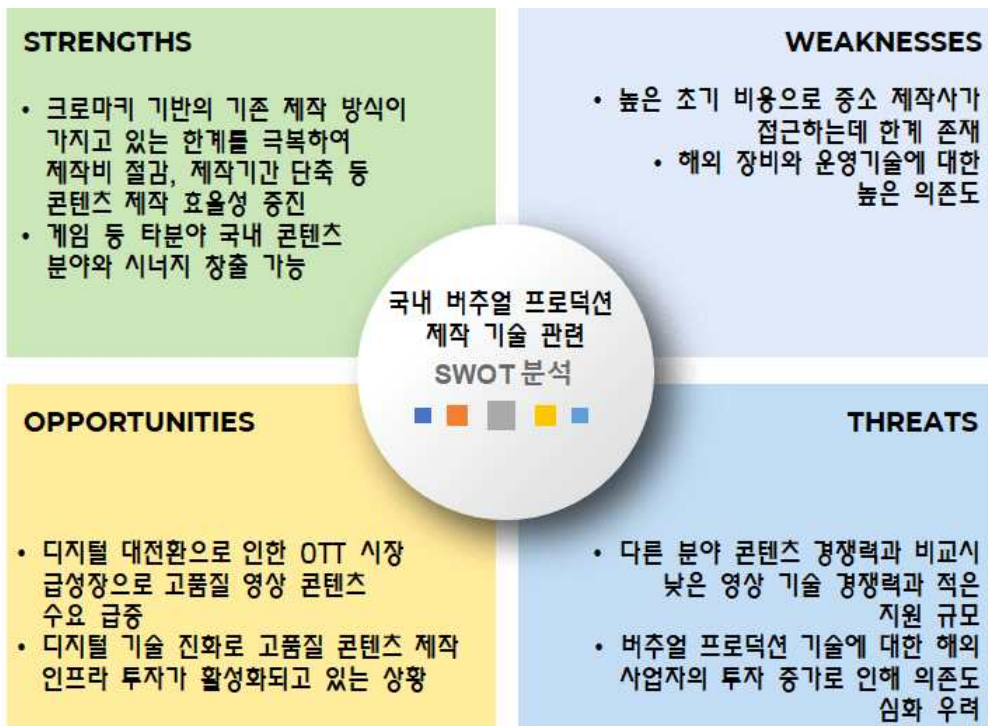 STRENGTHS
• 크로마키 기반의 기존 제작 방식이
가지고 있는 한계를 극복하여
제작비 절감, 제작기간 단축 등
콘텐츠 제작 효율성 증진
• 게임 등 타분야 국내 콘텐츠
분야와 시너지 창출 가능
WEAKNESSES
• 높은 초기 비용으로 중소 제작사가
접근하는데 한계 존재
• 해외 장비와 운영기술에 대한
높은 의존도
국내 버추얼 프로덕션
제작 기술 관련
SWOT 분석
OPPORTUNITIES
• 디지털 대전환으로 인한 OTT 시장
급성장으로 고품질 영상 콘텐츠
수요 급증
• 디지털 기술 진화로 고품질 콘텐츠 제작
인프라 투자가 활성화되고 있는 상황
THREATS
• 다른 분야 콘텐츠 경쟁력과 비교시
낮은 영상 기술 경쟁력과 적은
지원 규모
• 버추얼 프로덕션 기술에 대한 해외
사업자의 투자 증가로 인해 의존도
심화 우려